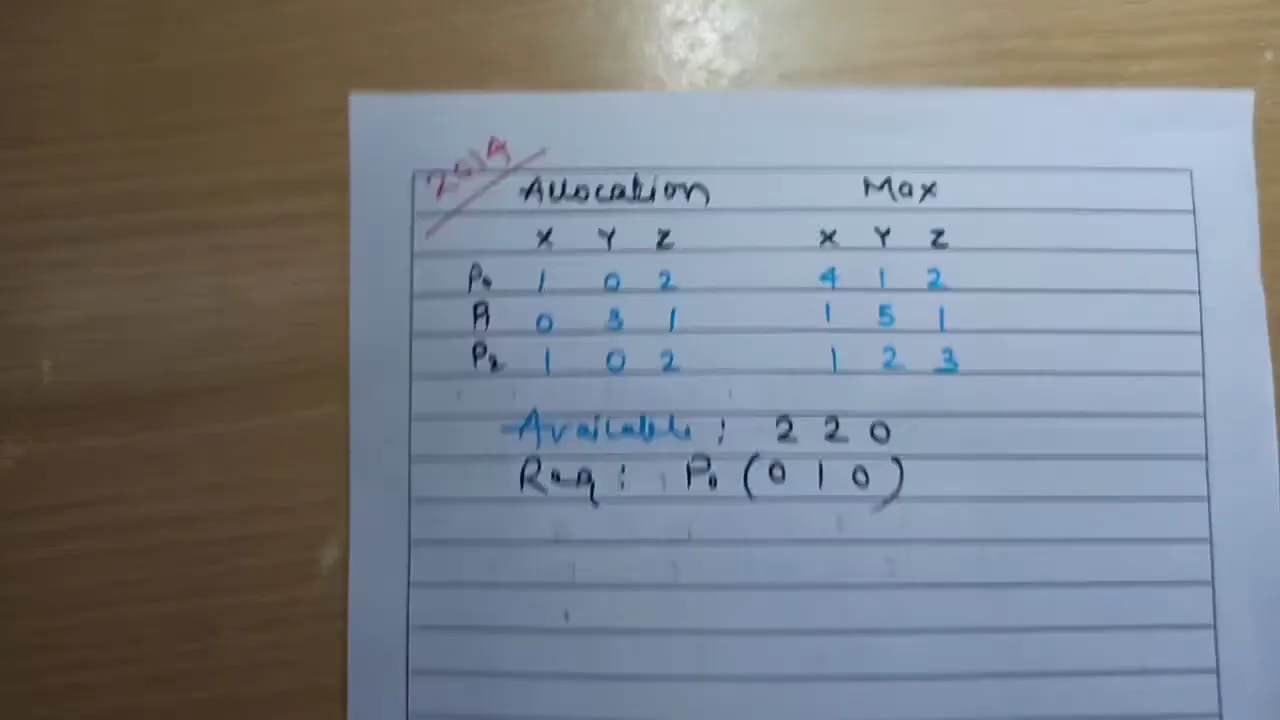 2019
Allocation Max
X Y Z X Y Z
P0 1 0 2 4 1 2
P1 0 3 1 1 5 1
P2 1 0 2 1 2 3
Available : 2 2 0
Req : P0 (0 1 0)